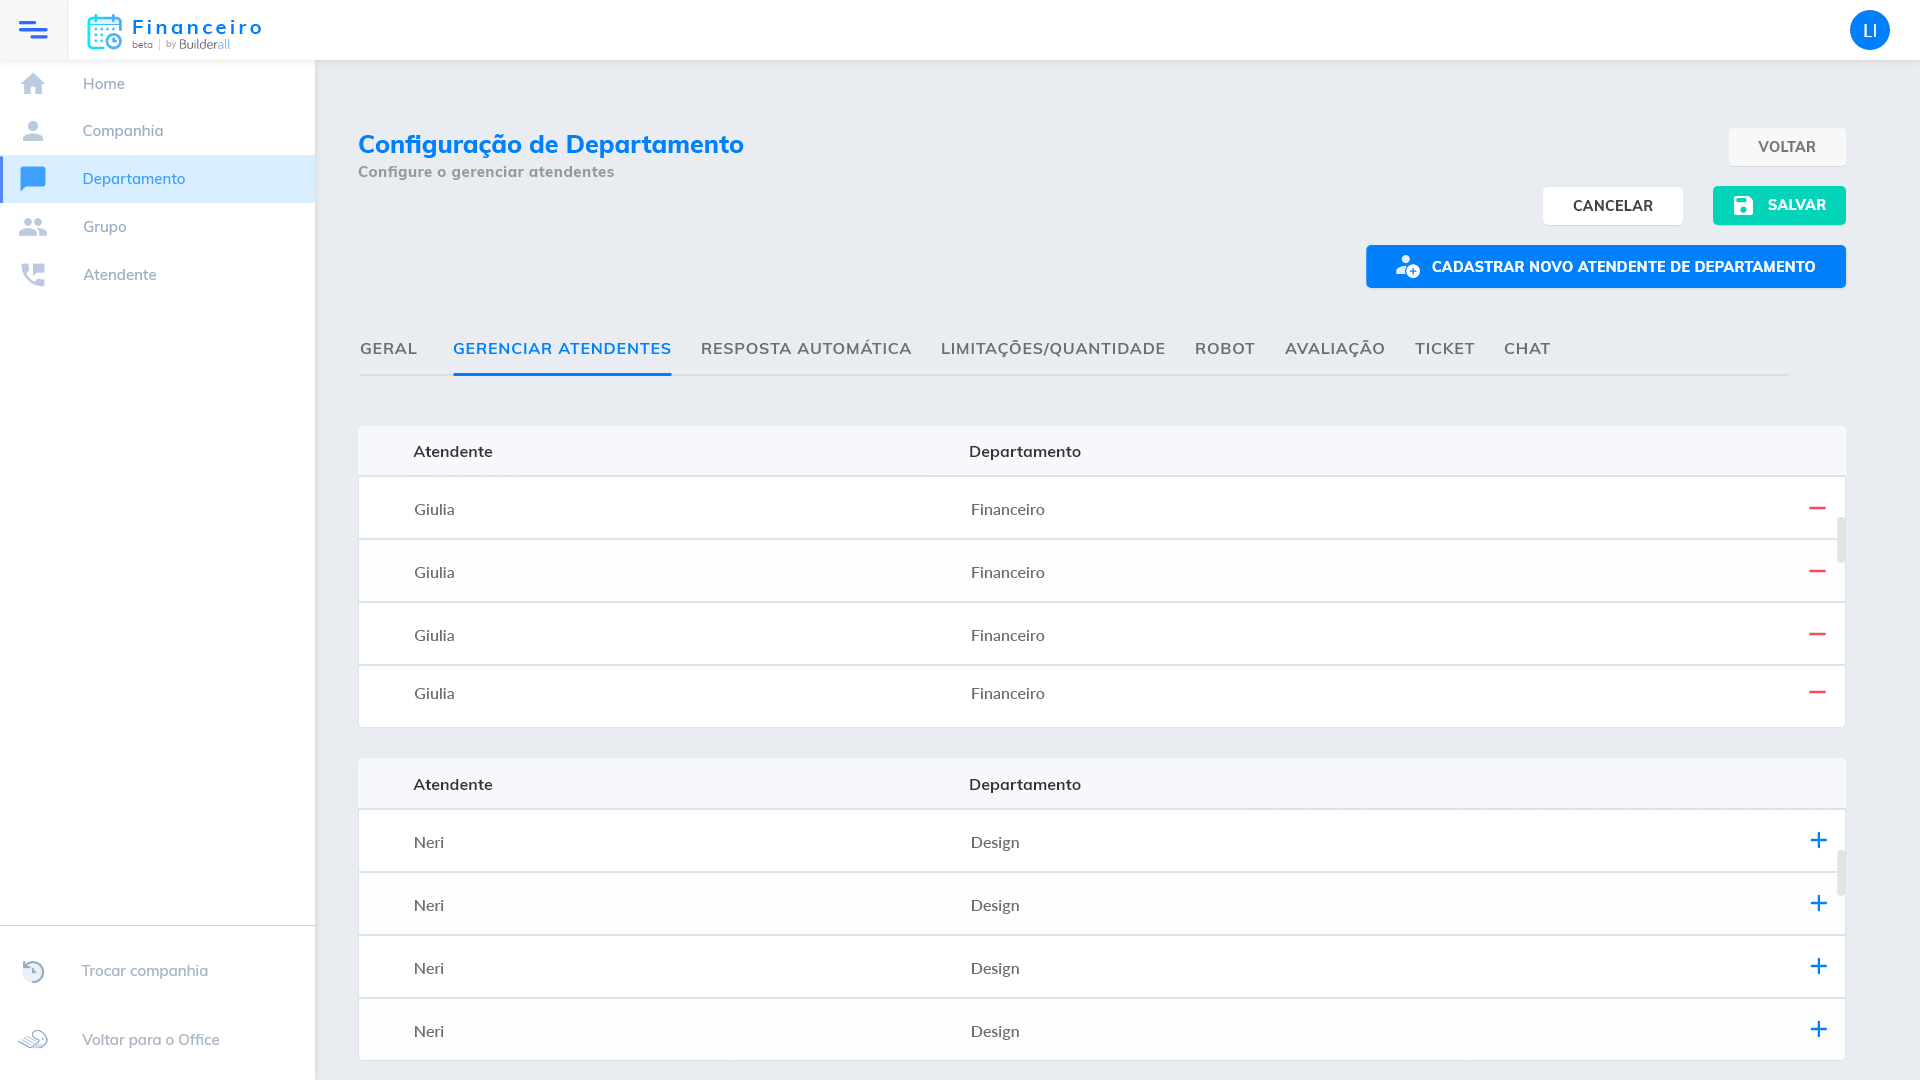 Financeiro
beta | by Builderall
LI
Home
Companhia
Departamento
Grupo
Atendente
Trocar companhia
Voltar para o Office
Configuração de Departamento
Configure o gerenciar atendentes
VOLTAR
CANCELAR
SALVAR
CADASTRAR NOVO ATENDENTE DE DEPARTAMENTO
GERAL GERENCIAR ATENDENTES RESPOSTA AUTOMÁTICA LIMITAÇÕES/QUANTIDADE ROBOT AVALIAÇÃO TICKET CHAT
Atendente Departamento
Giulia Financeiro
Giulia Financeiro
Giulia Financeiro
Giulia Financeiro
Atendente Departamento
Neri Design
Neri Design
Neri Design
Neri Design